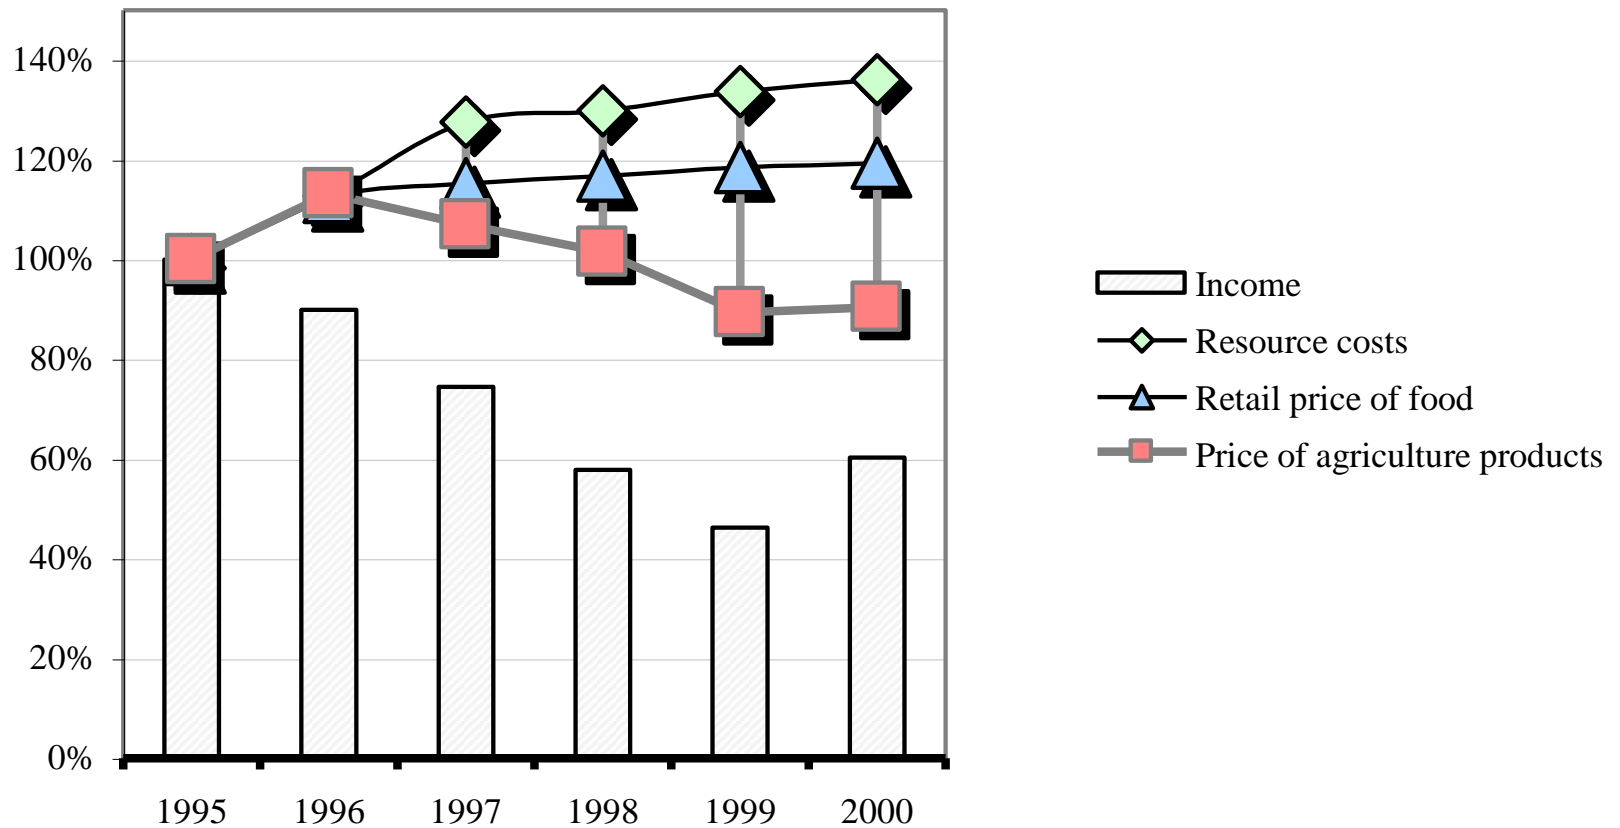 140%
120%
100%
80%
60%
40%
20%
0%
1995 1996 1997 1998 1999 2000
Income
Resource costs
Retail price of food
Price of agriculture products